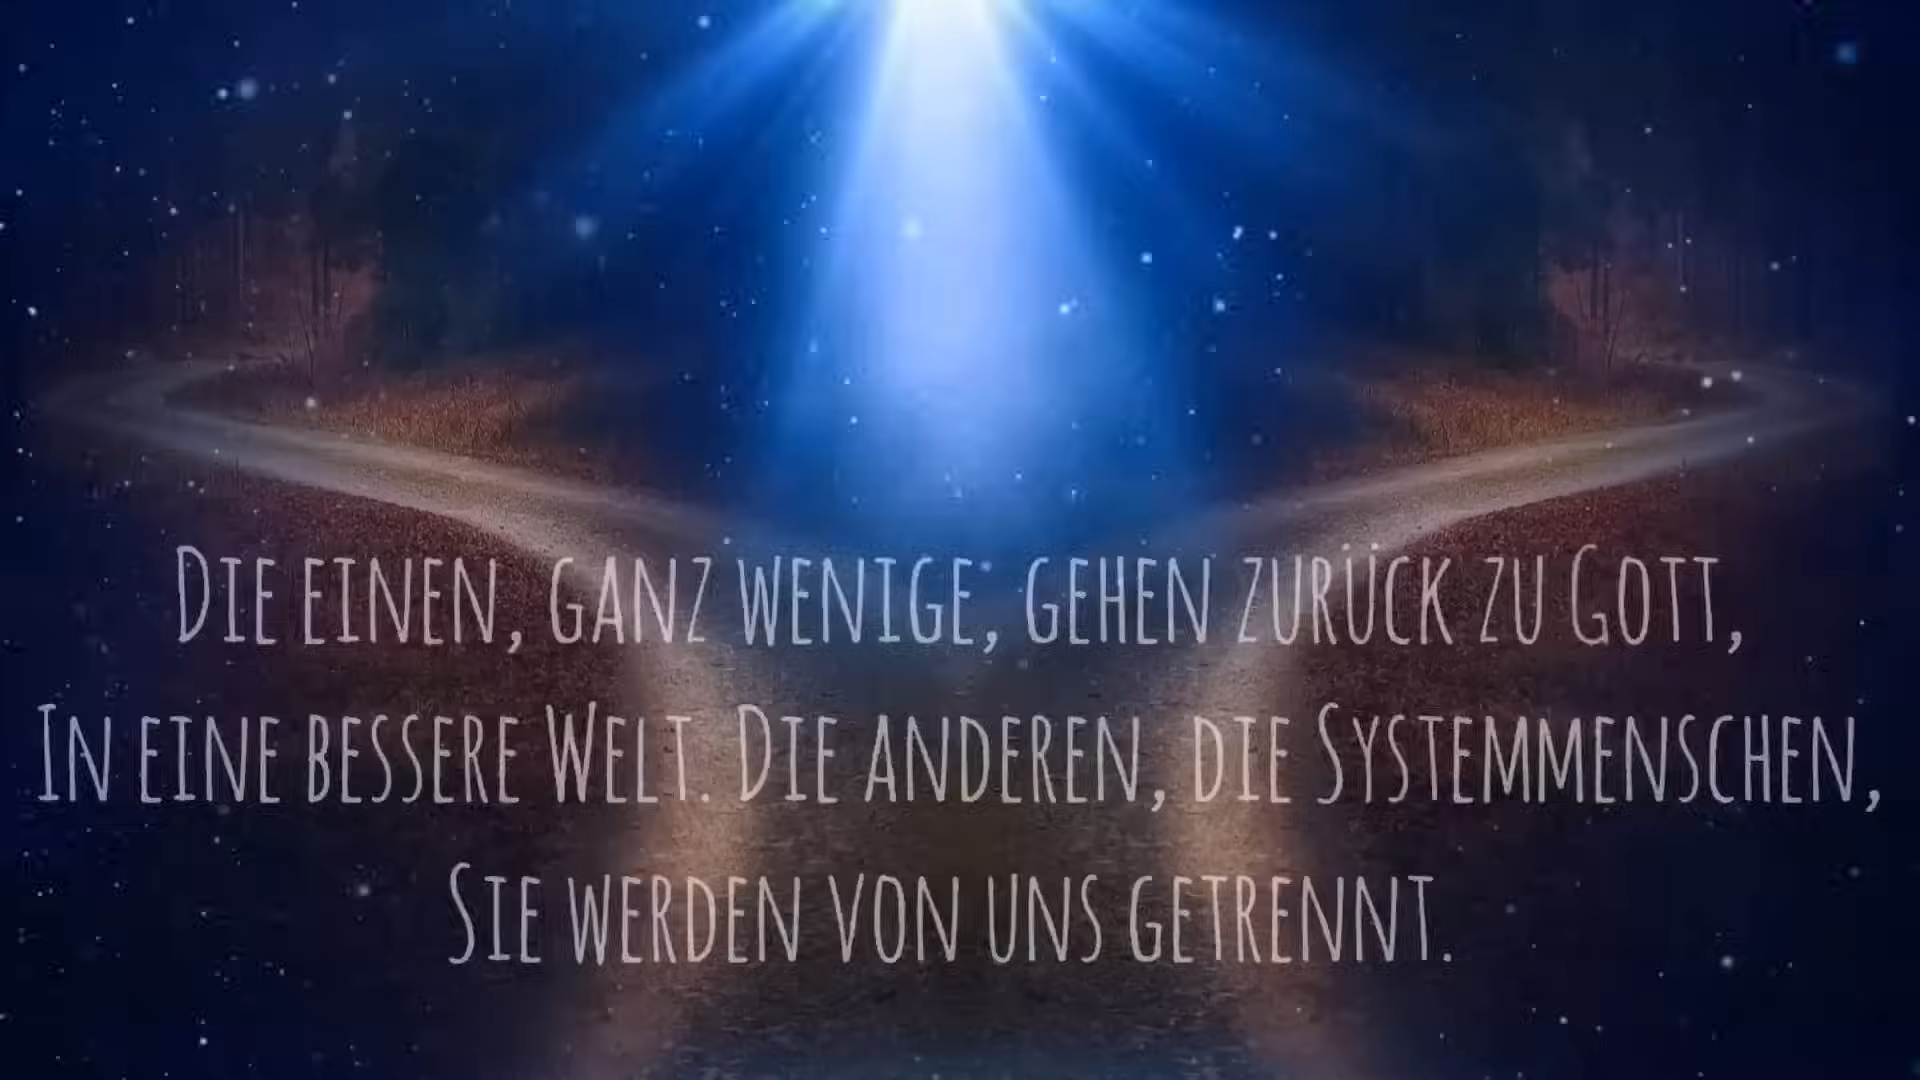 Die einen, ganz wenige, gehen zurück zu Gott,
In eine bessere Welt. Die anderen, die Systemmenschen,
Sie werden von uns getrennt.